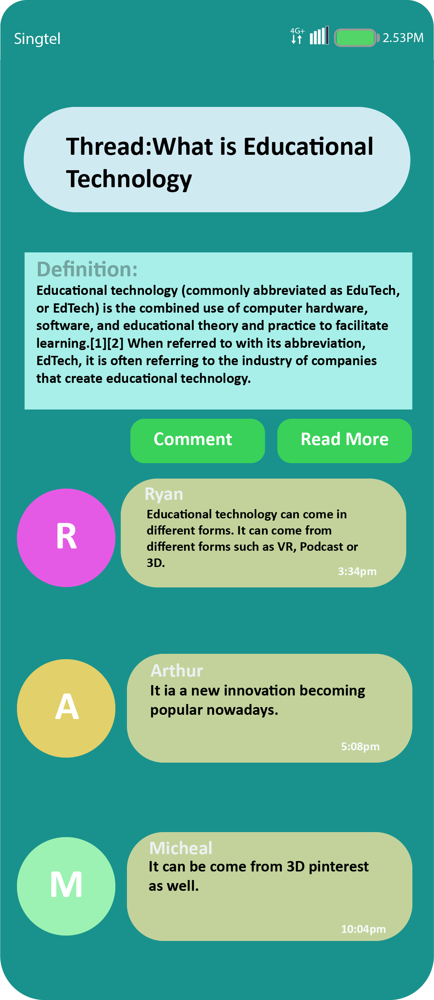 Singtel
4G+
2.53PM
Thread:What is Educational
Technology
Definition:
Educational technology (commonly abbreviated as EduTech,
or EdTech) is the combined use of computer hardware,
software, and educational theory and practice to facilitate
learning.[1][2] When referred to with its abbreviation,
EdTech, it is often referring to the industry of companies
that create educational technology.
Comment
Read More
R
Ryan
Educational technology can come in
different forms. It can come from
different forms such as VR, Podcast or
3D.
3:34pm
A
Arthur
It ia a new innovation becoming
popular nowadays.
5:08pm
M
Micheal
It can be come from 3D pinterest
as well.
10:04pm